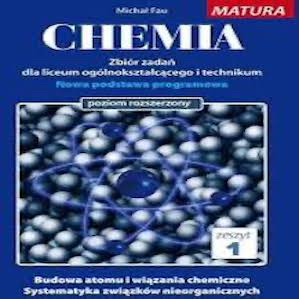 Michał Fau
MATURA
CHEMIA
Zbiór zadań
dla liceum ogólnokształcącego i technikum
Nowa podstawa programowa
poziom rozszerzony
zeszyt
1
Budowa atomu i wiązania chemiczne
Systematyka związków nieorganicznych